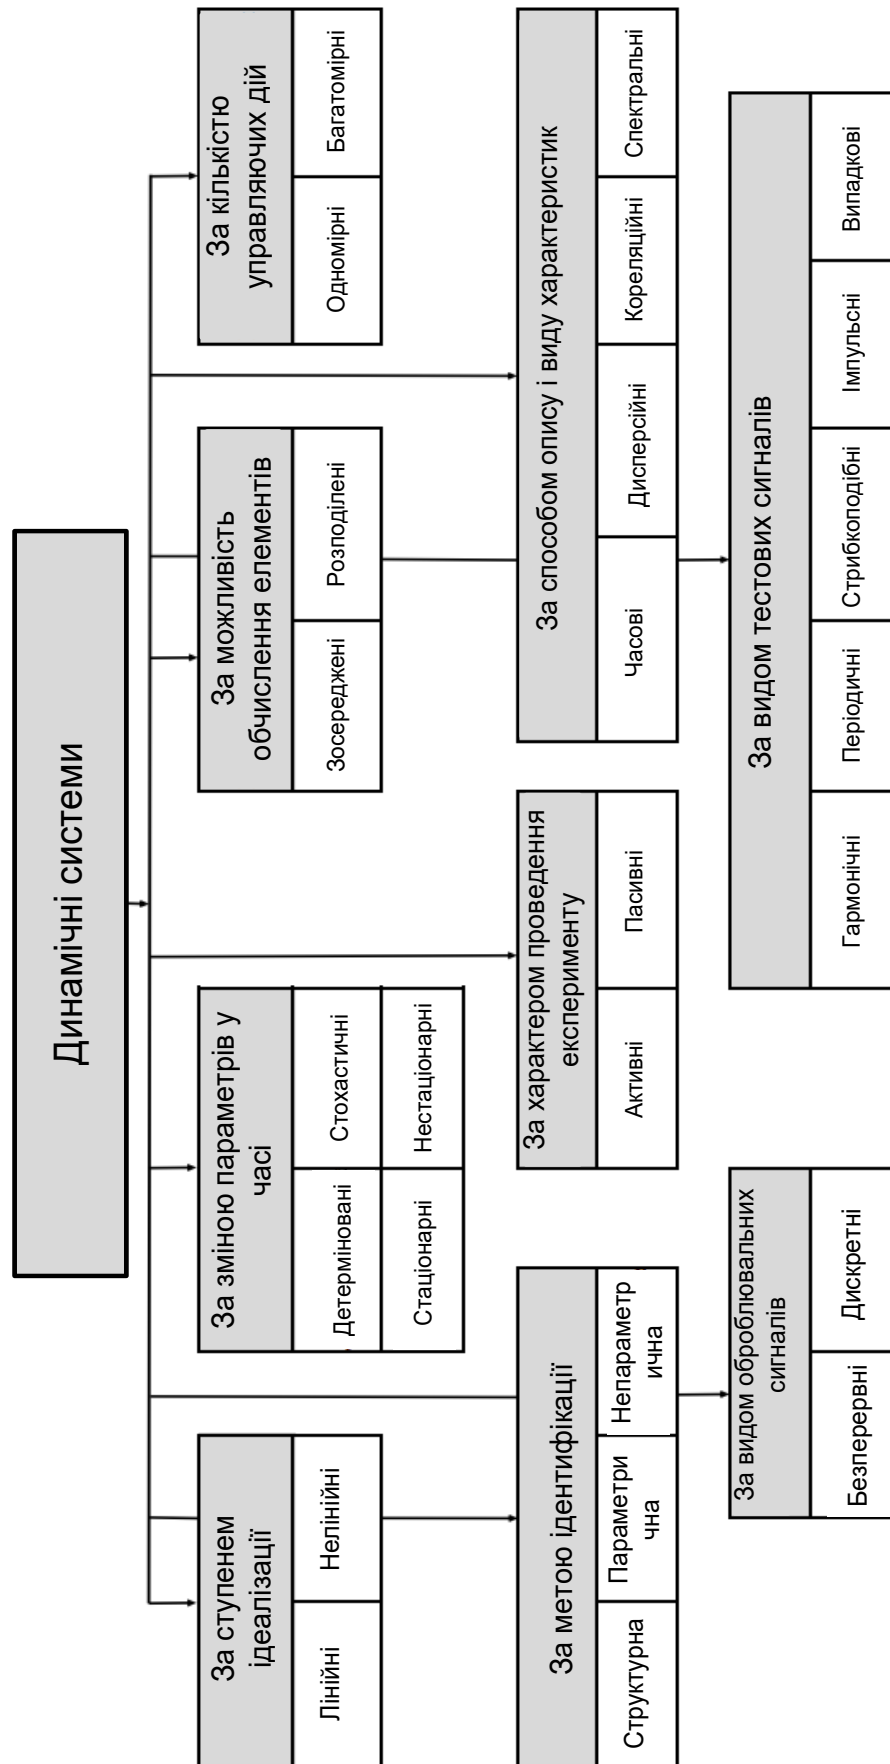 Динамічні системи
За ступенем
ідеалізації
Лінійні
Нелінійні
За зміною параметрів у
часі
Детерміновані
Стохастичні
Стаціонарні
Нестаціонарні
За можливість
обчислення елементів
Зосереджені
Розподілені
За кількістю
управляючих дій
Одномірні
Багатомірні
За метою ідентифікації
Структурна
Параметри
чна
Непараметр
ична
За характером проведення
експерименту
Активні
Пасивні
За способом опису і виду характеристик
Часові
Дисперсійні
Кореляційні
Спектральні
За видом оброблювальних
сигналів
Безперервні
Дискретні
За видом тестових сигналів
Гармонічні
Періодичні
Стрибкоподібні
Імпульсні
Випадкові